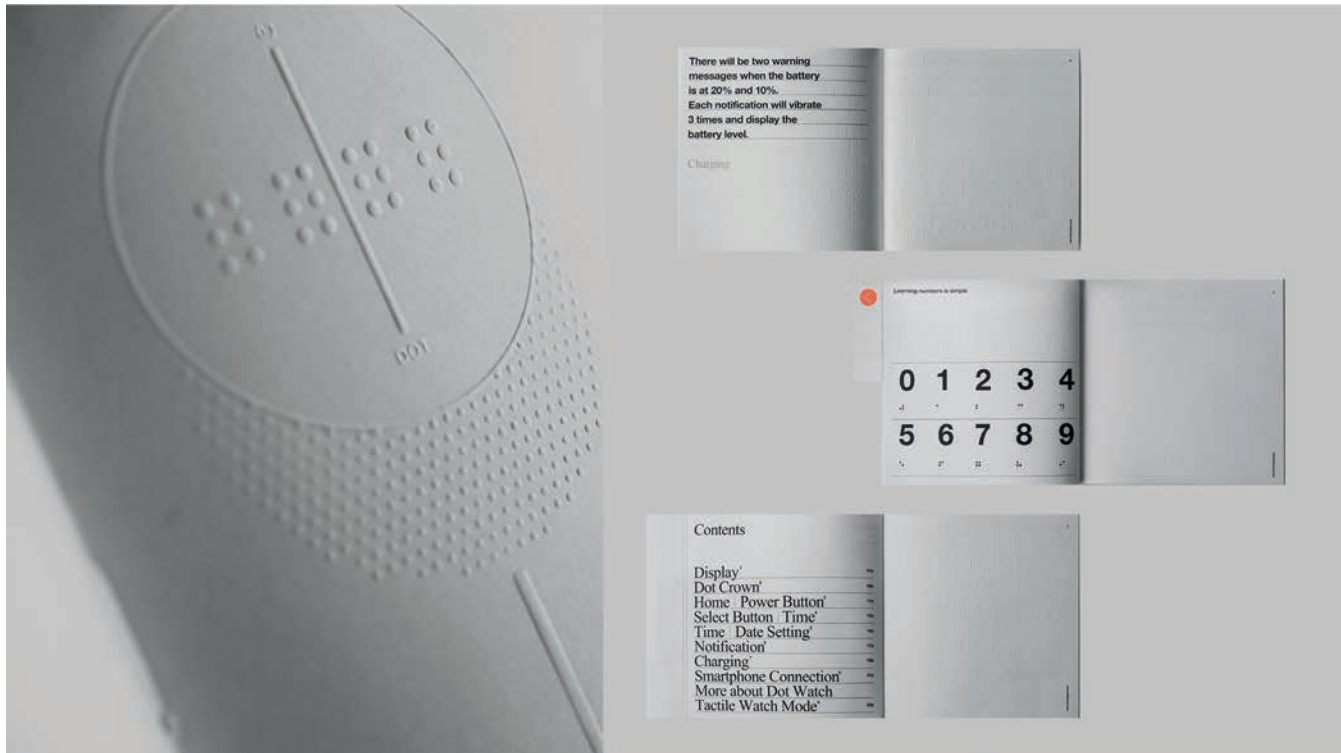 DOT
There will be two warning
messages when the battery
is at 20% and 10%.
Each notification will vibrate
3 times and display the
battery level.
Charging
Learning numbers is simple
0 1 2 3 4
5 6 7 8 9
Contents
Display'
Dot Crown'
Home | Power Button'
Select Button | Time'
Time | Date Setting'
Notification'
Charging'
Smartphone Connection'
More about Dot Watch
Tactile Watch Mode'